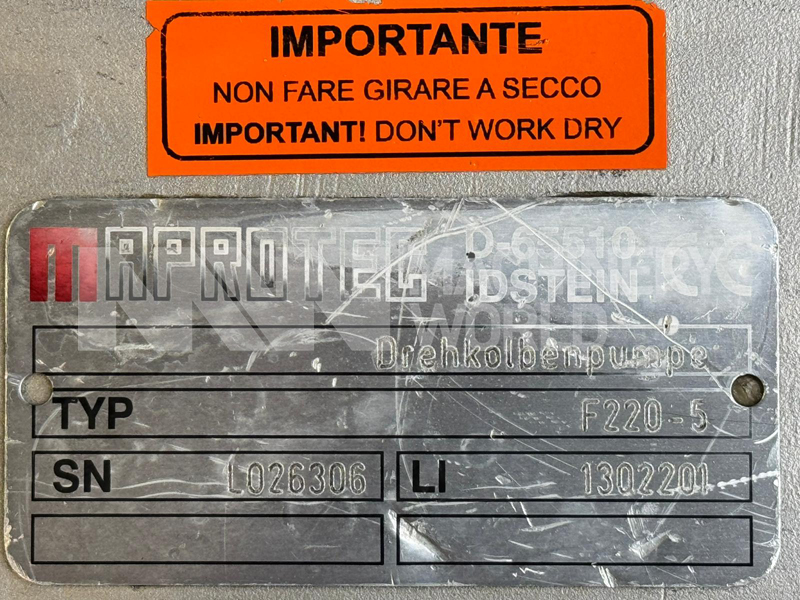 IMPORTANTE
NON FARE GIRARE A SECCO
IMPORTANT! DON'T WORK DRY
MAPROTEC
IDSTEIN
WORLD
Drehkolbenpumpe
TYP F220-5
SN L026306 LI 1302201